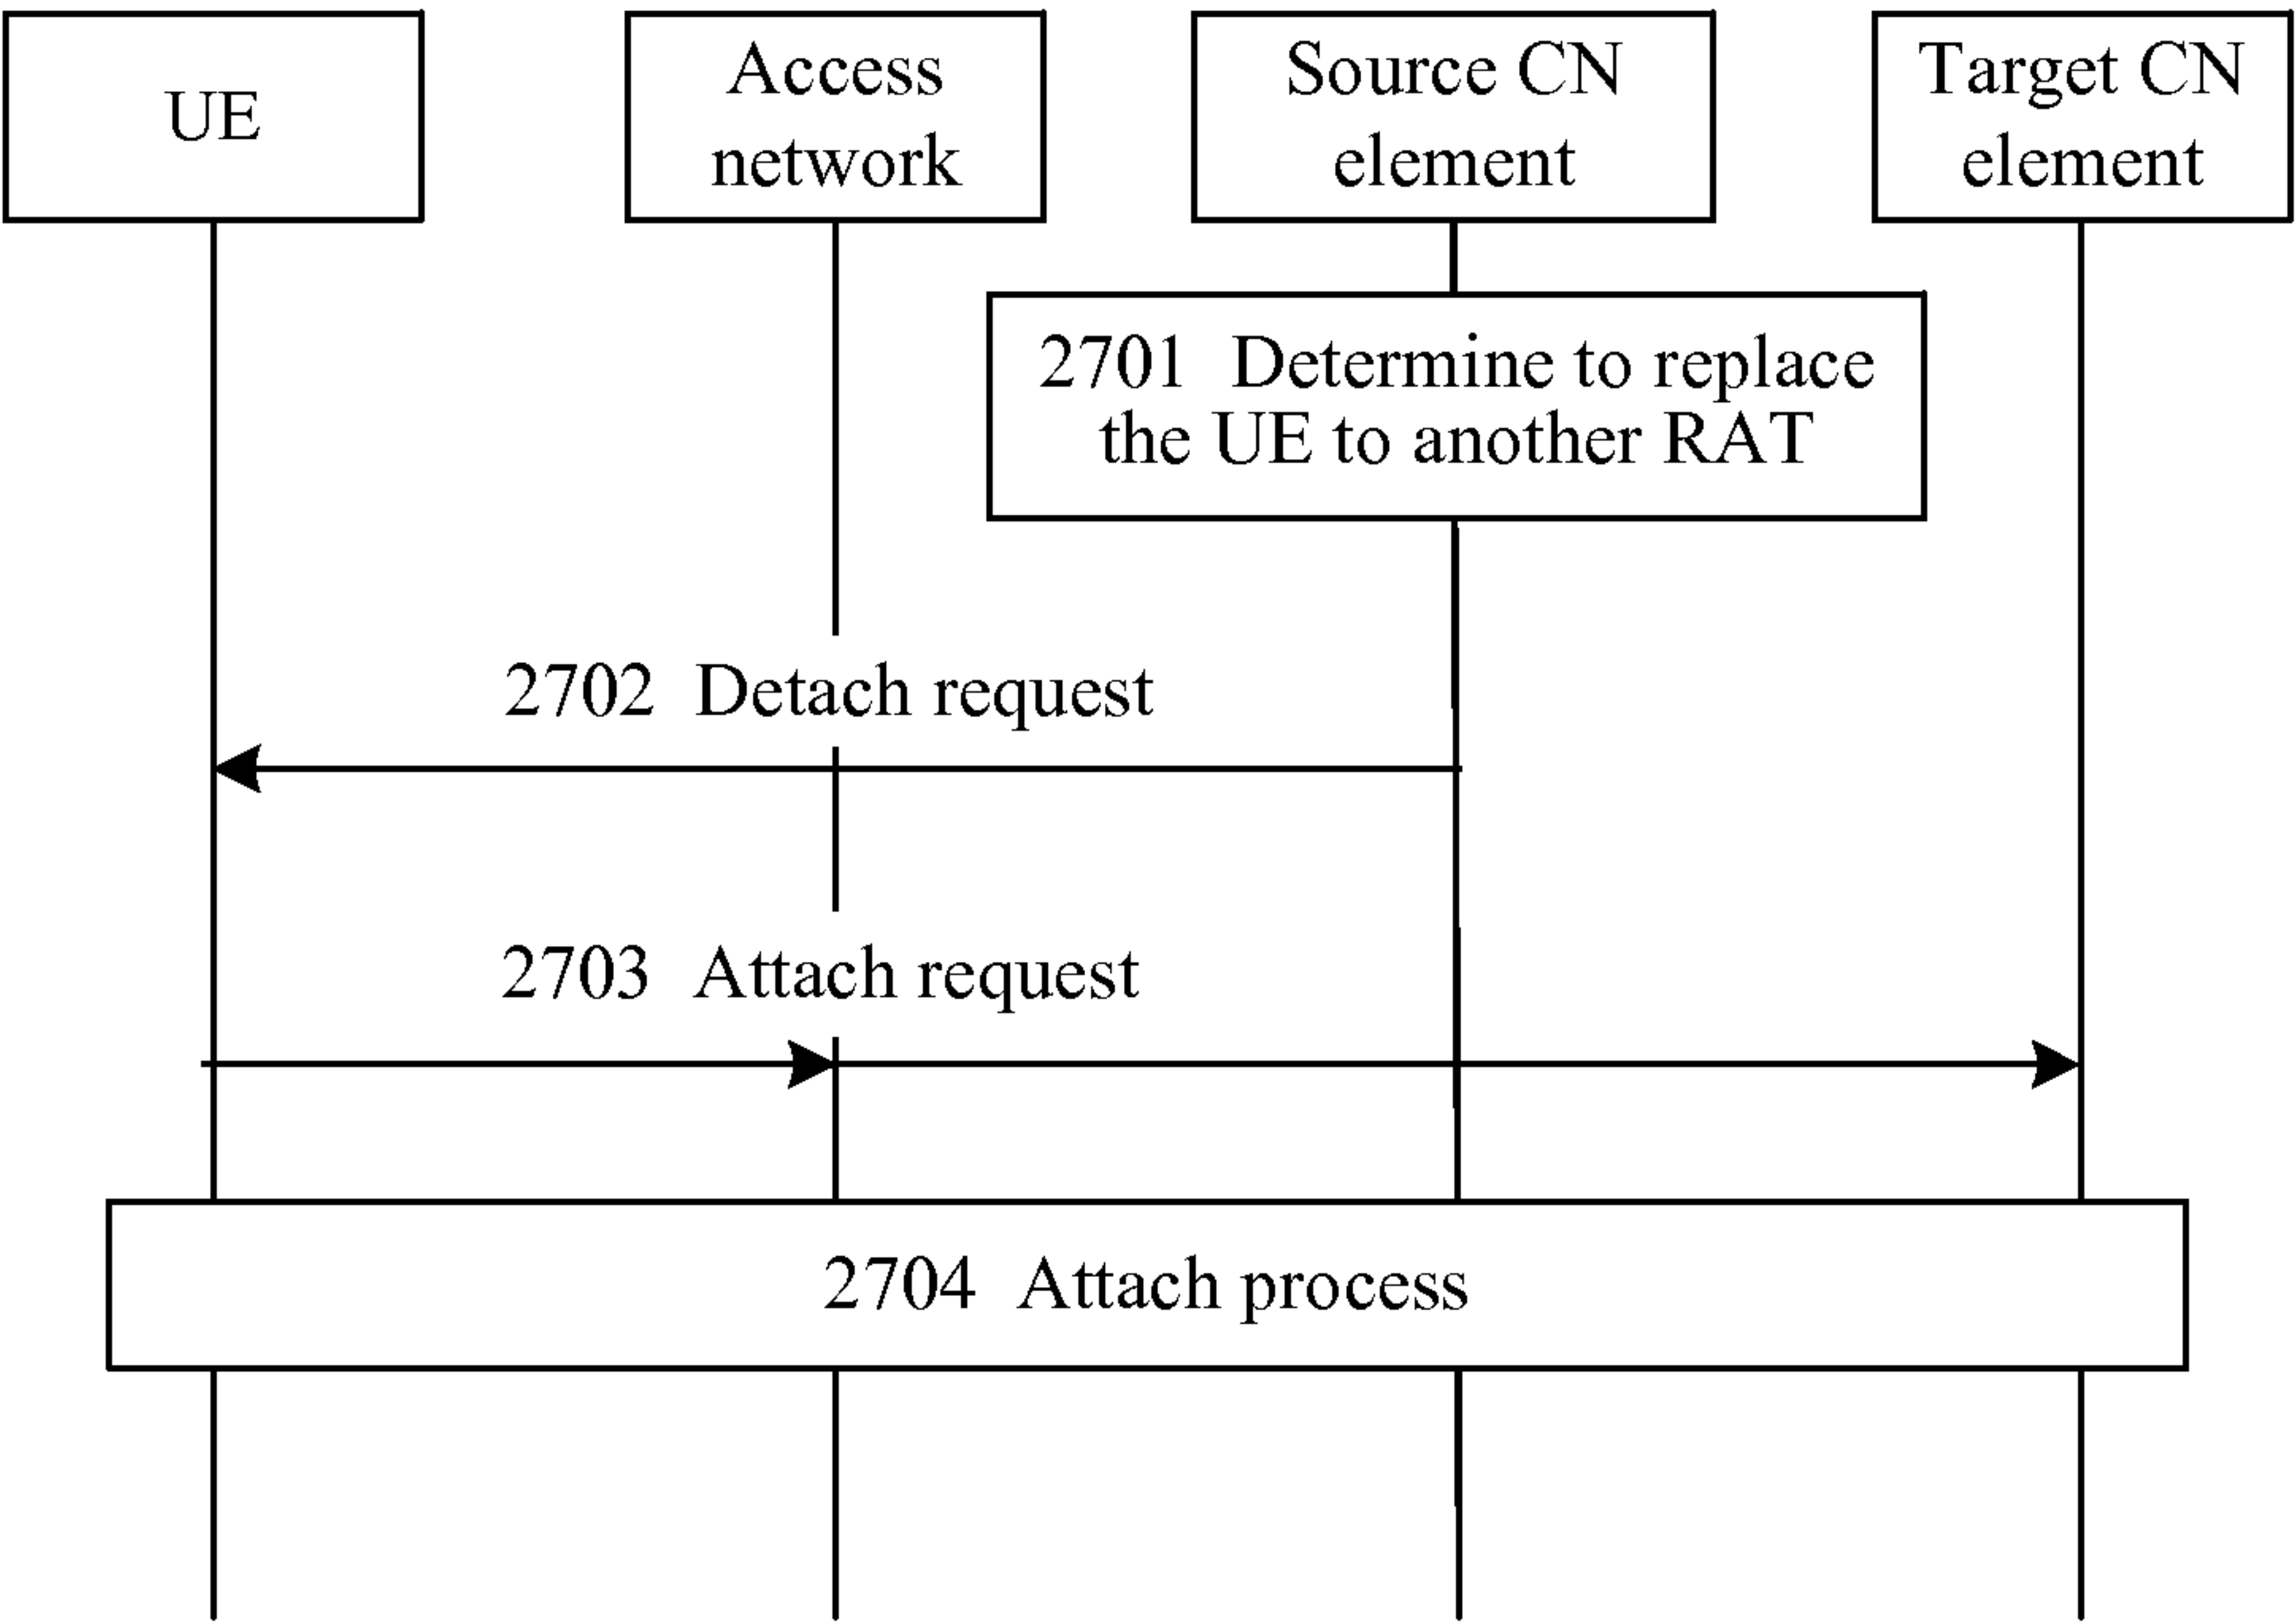 UE
Access
network
Source CN
element
Target CN
element
2701 Determine to replace
the UE to another RAT
2702 Detach request
2703 Attach request
2704 Attach process